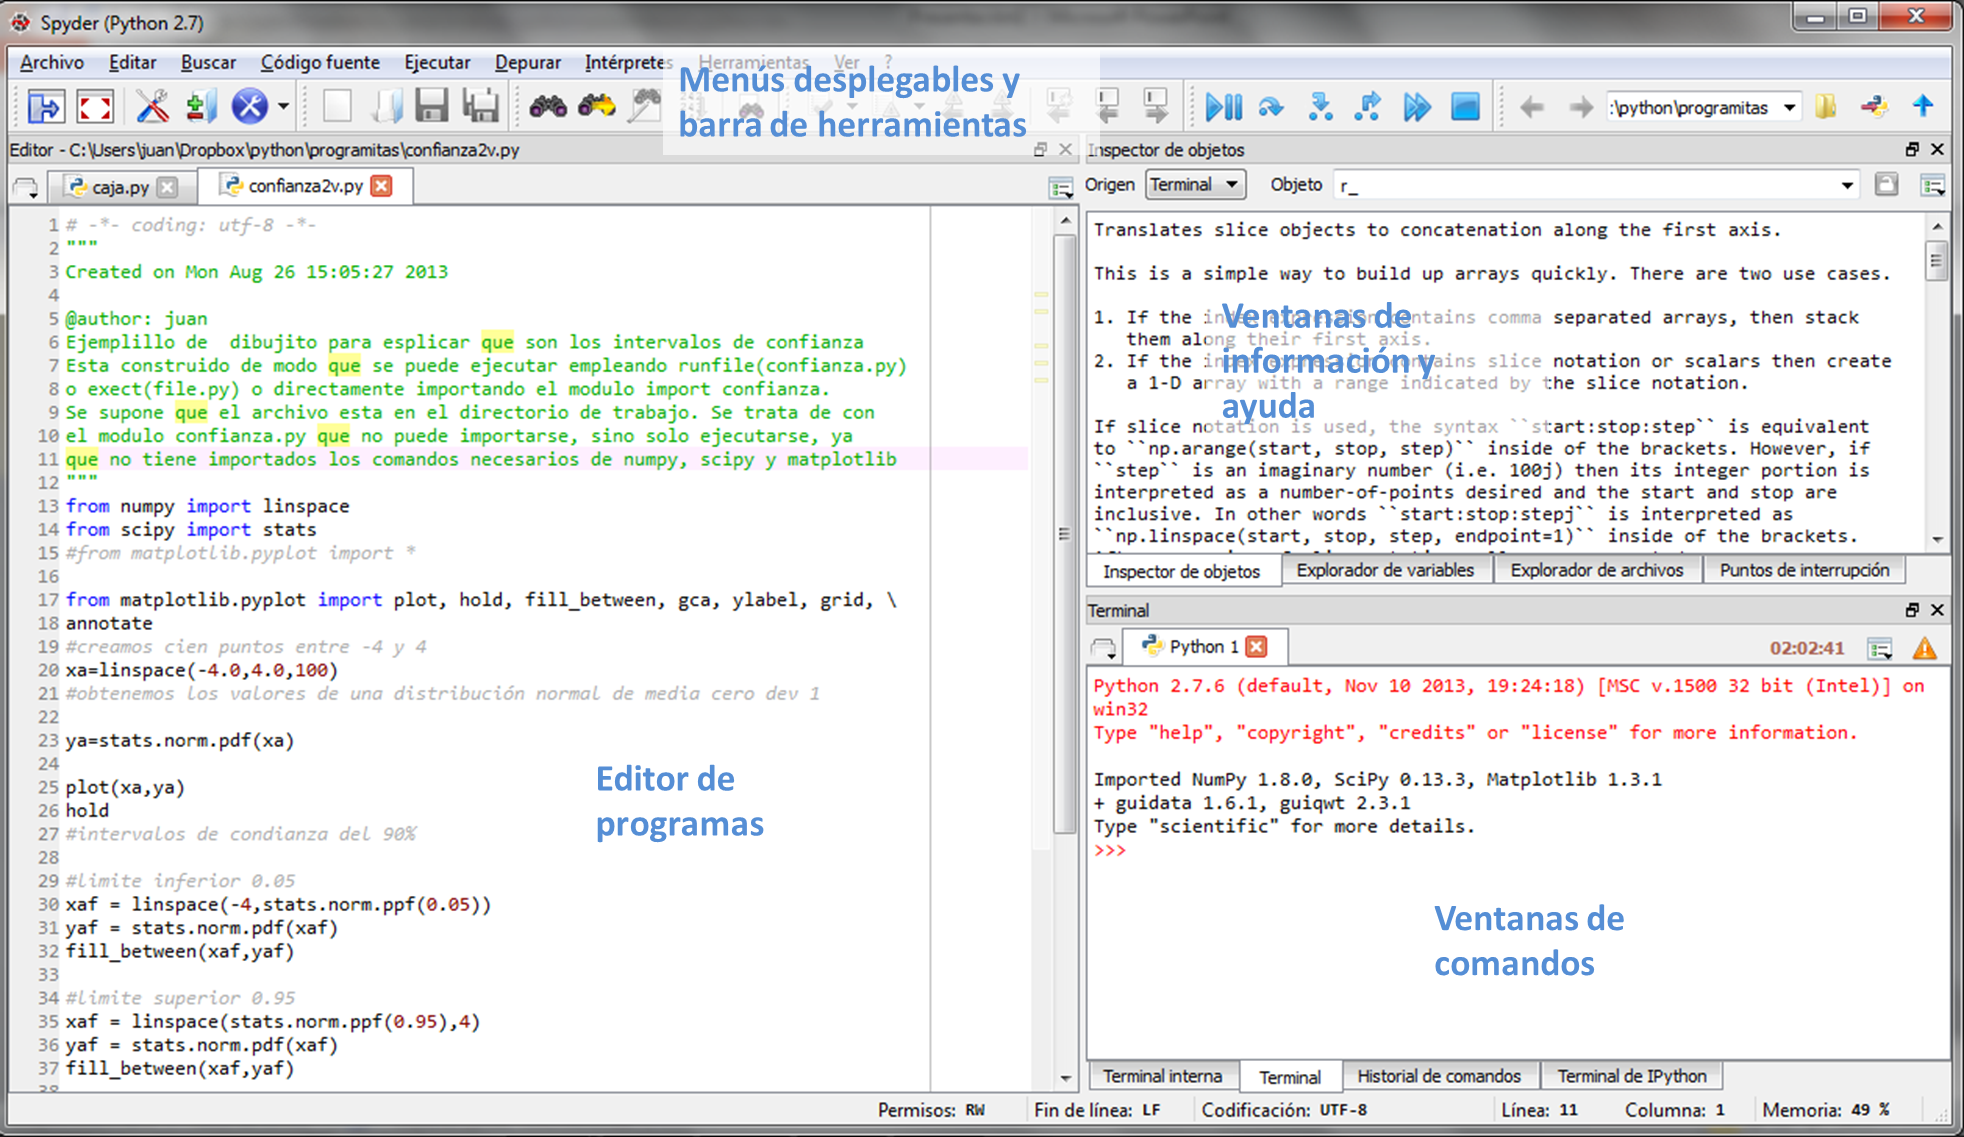 Spyder (Python 2.7)
Archivo Editar Buscar Código fuente Ejecutar Depurar Intérpretes Herramientas Ver ?
Menús desplegables y
barra de herramientas
:\python\programitas
Editor - C:\Users\juan\Dropbox\python\programitas\confianza2v.py
caja.py confianza2v.py
1 # -*- coding: utf-8 -*-
2 """
3 Created on Mon Aug 26 15:05:27 2013
4
5 @author: juan
6 Ejemplillo de  dibujito para esplicar que son los intervalos de confianza
7 Esta construido de modo que se puede ejecutar empleando runfile(confianza.py)
8 o exect(file.py) o directamente importando el modulo import confianza.
9 Se supone que el archivo esta en el directorio de trabajo. Se trata de con
10 el modulo confianza.py que no puede importarse, sino solo ejecutarse, ya
11 que no tiene importados los comandos necesarios de numpy, scipy y matplotlib
12 """
13 from numpy import linspace
14 from scipy import stats
15 #from matplotlib.pyplot import *
16
17 from matplotlib.pyplot import plot, hold, fill_between, gca, ylabel, grid, \
18 annotate
19 #creamos cien puntos entre -4 y 4
20 xa=linspace(-4.0,4.0,100)
21 #obtenemos los valores de una distribución normal de media cero dev 1
22
23 ya=stats.norm.pdf(xa)
24
25 plot(xa,ya)
26 hold
27 #intervalos de condianza del 90%
28
29 #limite inferior 0.05
30 xaf = linspace(-4,stats.norm.ppf(0.05))
31 yaf = stats.norm.pdf(xaf)
32 fill_between(xaf,yaf)
33
34 #limite superior 0.95
35 xaf = linspace(stats.norm.ppf(0.95),4)
36 yaf = stats.norm.pdf(xaf)
37 fill_between(xaf,yaf)
38
Editor de
programas
Inspector de objetos
Origen Terminal Objeto r_
Translates slice objects to concatenation along the first axis.
This is a simple way to build up arrays quickly. There are two use cases.
1. If the index expression contains comma separated arrays, then stack
them along their first axis.
2. If the index expression contains slice notation or scalars then create
a 1-D array with a range indicated by the slice notation.
If slice notation is used, the syntax ``start:stop:step`` is equivalent
to ``np.arange(start, stop, step)`` inside of the brackets. However, if
``step`` is an imaginary number (i.e. 100j) then its integer portion is
interpreted as a number-of-points desired and the start and stop are
inclusive. In other words ``start:stop:stepj`` is interpreted as
``np.linspace(start, stop, step, endpoint=1)`` inside of the brackets.
Ventanas de
información y
ayuda
Inspector de objetos Explorador de variables Explorador de archivos Puntos de interrupción
Terminal
Python 1 02:02:41
Python 2.7.6 (default, Nov 10 2013, 19:24:18) [MSC v.1500 32 bit (Intel)] on
win32
Type "help", "copyright", "credits" or "license" for more information.
Imported NumPy 1.8.0, SciPy 0.13.3, Matplotlib 1.3.1
+ guidata 1.6.1, guiqwt 2.3.1
Type "scientific" for more details.
>>>
Ventanas de
comandos
Terminal interna Terminal Historial de comandos Terminal de IPython
Permisos: RW Fin de línea: LF Codificación: UTF-8 Línea: 11 Columna: 1 Memoria: 49 %